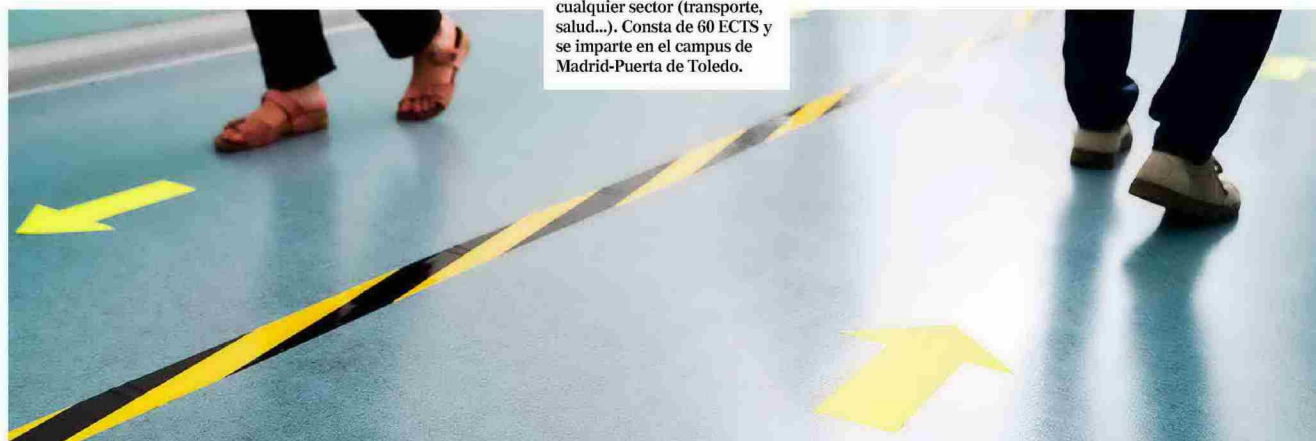 cualquier sector (transporte,
salud...). Consta de 60 ECTS y
se imparte en el campus de
Madrid-Puerta de Toledo.